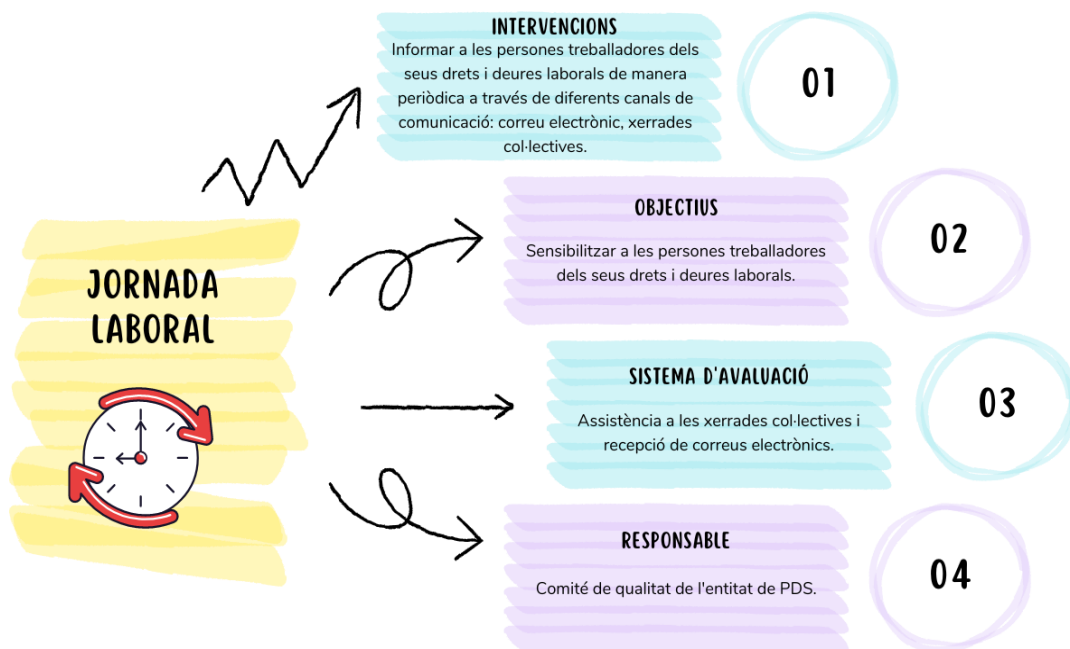 JORNADA
LABORAL
INTERVENCIONS
Informar a les persones treballadores dels
seus drets i deures laborals de manera
periòdica a través de diferents canals de
comunicació: correu electrònic, xerrades
col·lectives.
01
OBJECTIUS
Sensibilitzar a les persones treballadores
dels seus drets i deures laborals.
02
SISTEMA D'AVALUACIÓ
Assistència a les xerrades col·lectives i
recepció de correus electrònics.
03
RESPONSABLE
Comité de qualitat de l'entitat de PDS.
04